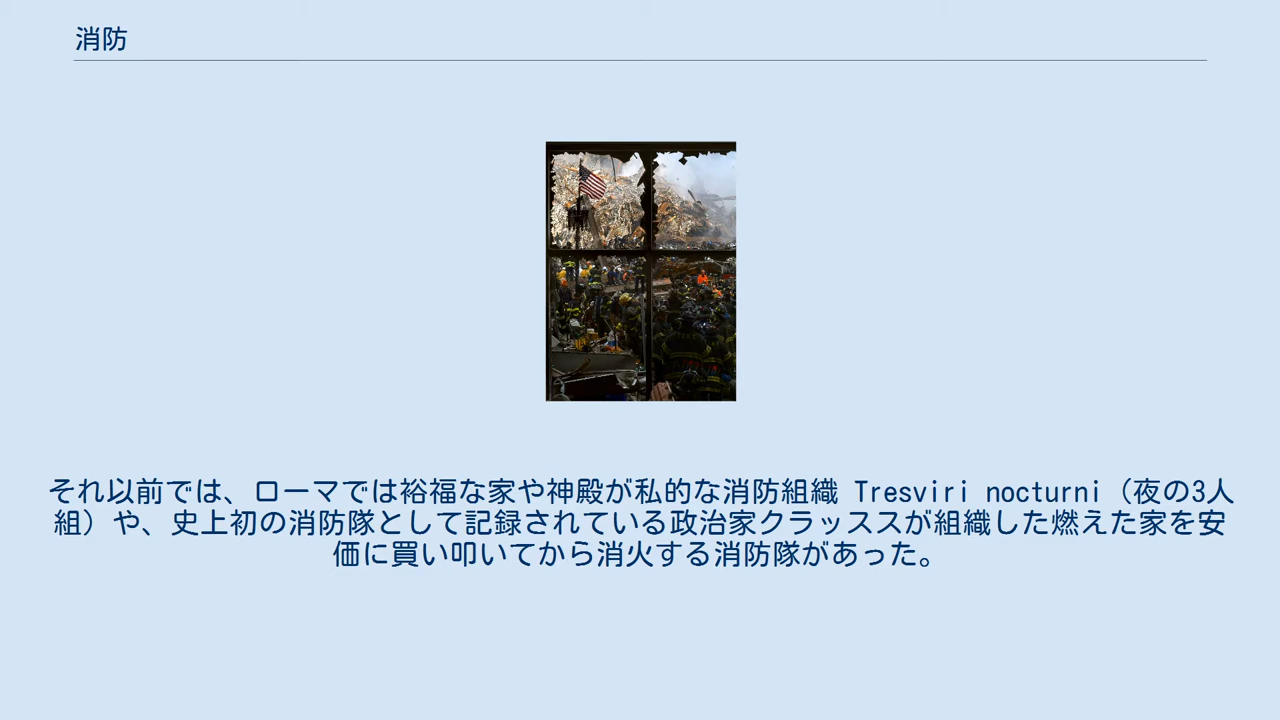 消防
それ以前では、ローマでは裕福な家や神殿が私的な消防組織 Tresviri nocturni（夜の3人
組）や、史上初の消防隊として記録されている政治家クラッススが組織した燃えた家を安
価に買い叩いてから消火する消防隊があった。